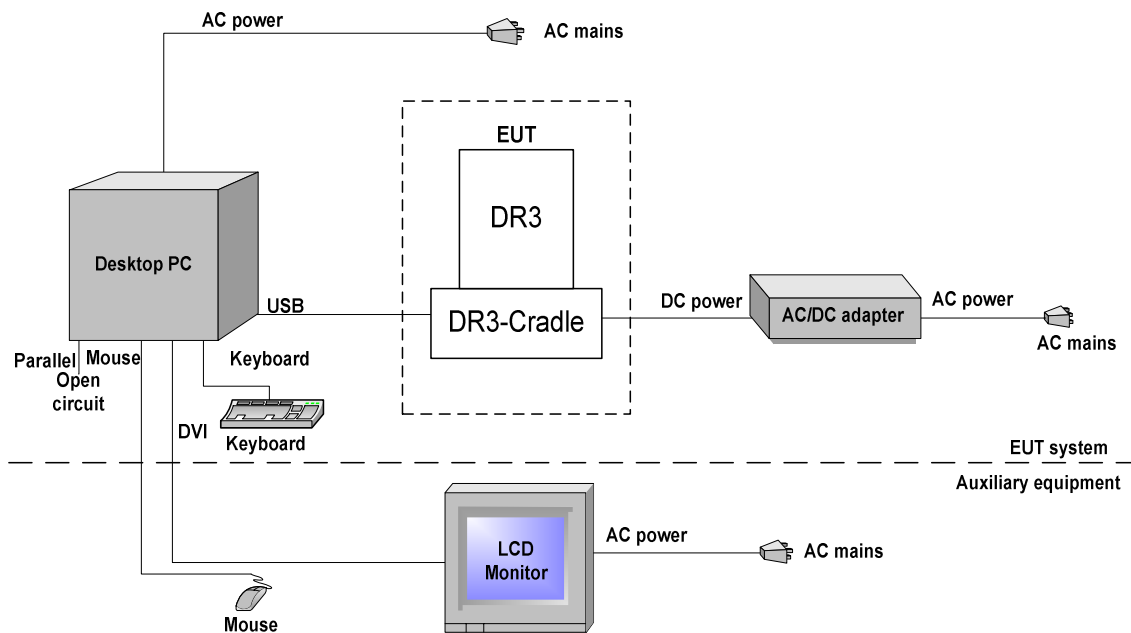 AC power
AC mains
EUT
DR3
Desktop PC
USB
DR3-Cradle
DC power
AC/DC adapter
AC power
AC mains
Parallel
Mouse
Keyboard
Open
circuit
DVI
Keyboard
EUT system
Auxiliary equipment
LCD
Monitor
AC power
AC mains
Mouse